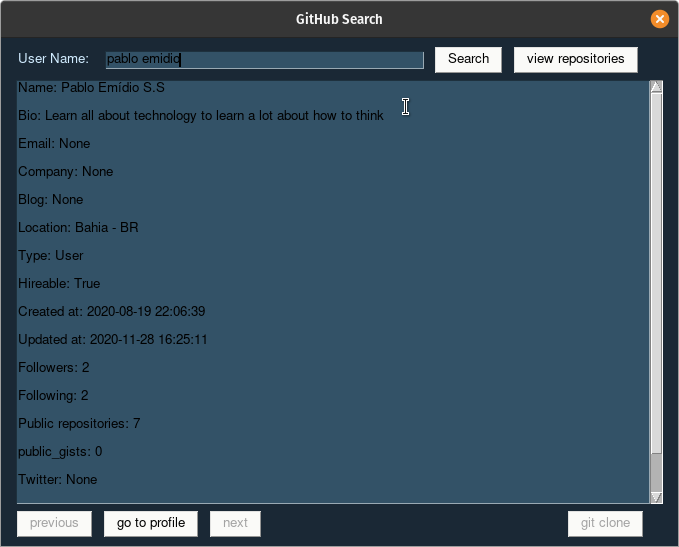 GitHub Search
User Name: pablo emidio Search view repositories
Name: Pablo Emídio S.S
Bio: Learn all about technology to learn a lot about how to think
Email: None
Company: None
Blog: None
Location: Bahia - BR
Type: User
Hireable: True
Created at: 2020-08-19 22:06:39
Updated at: 2020-11-28 16:25:11
Followers: 2
Following: 2
Public repositories: 7
public_gists: 0
Twitter: None
previous go to profile next git clone